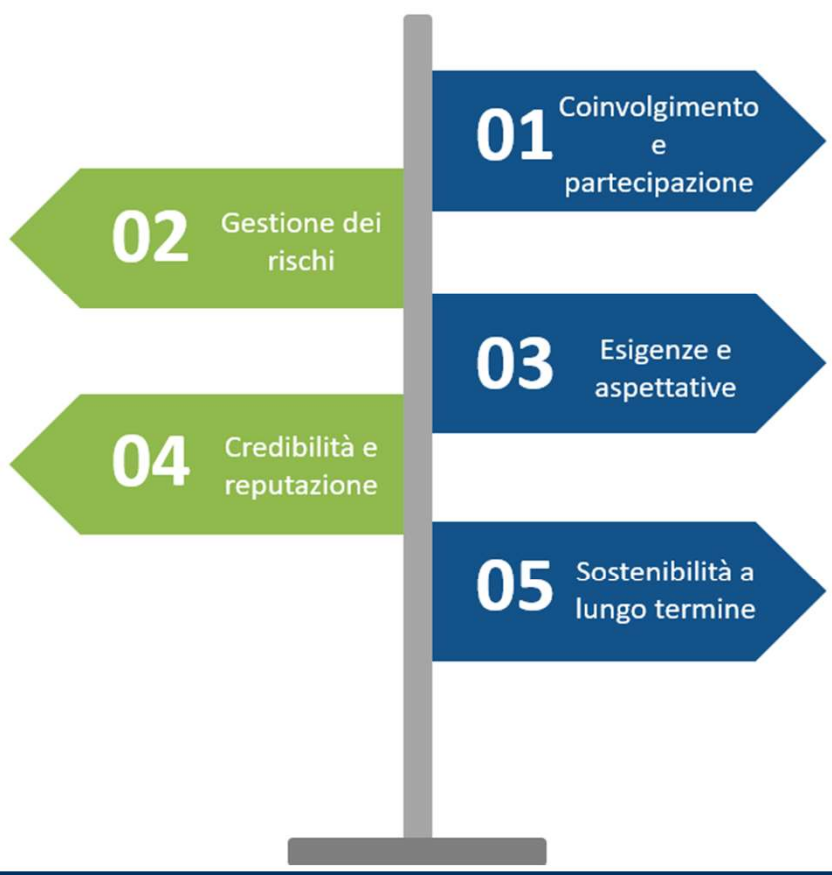 01 Coinvolgimento
e
partecipazione
02 Gestione dei
rischi
03 Esigenze e
aspettative
04 Credibilità e
reputazione
05 Sostenibilità a
lungo termine